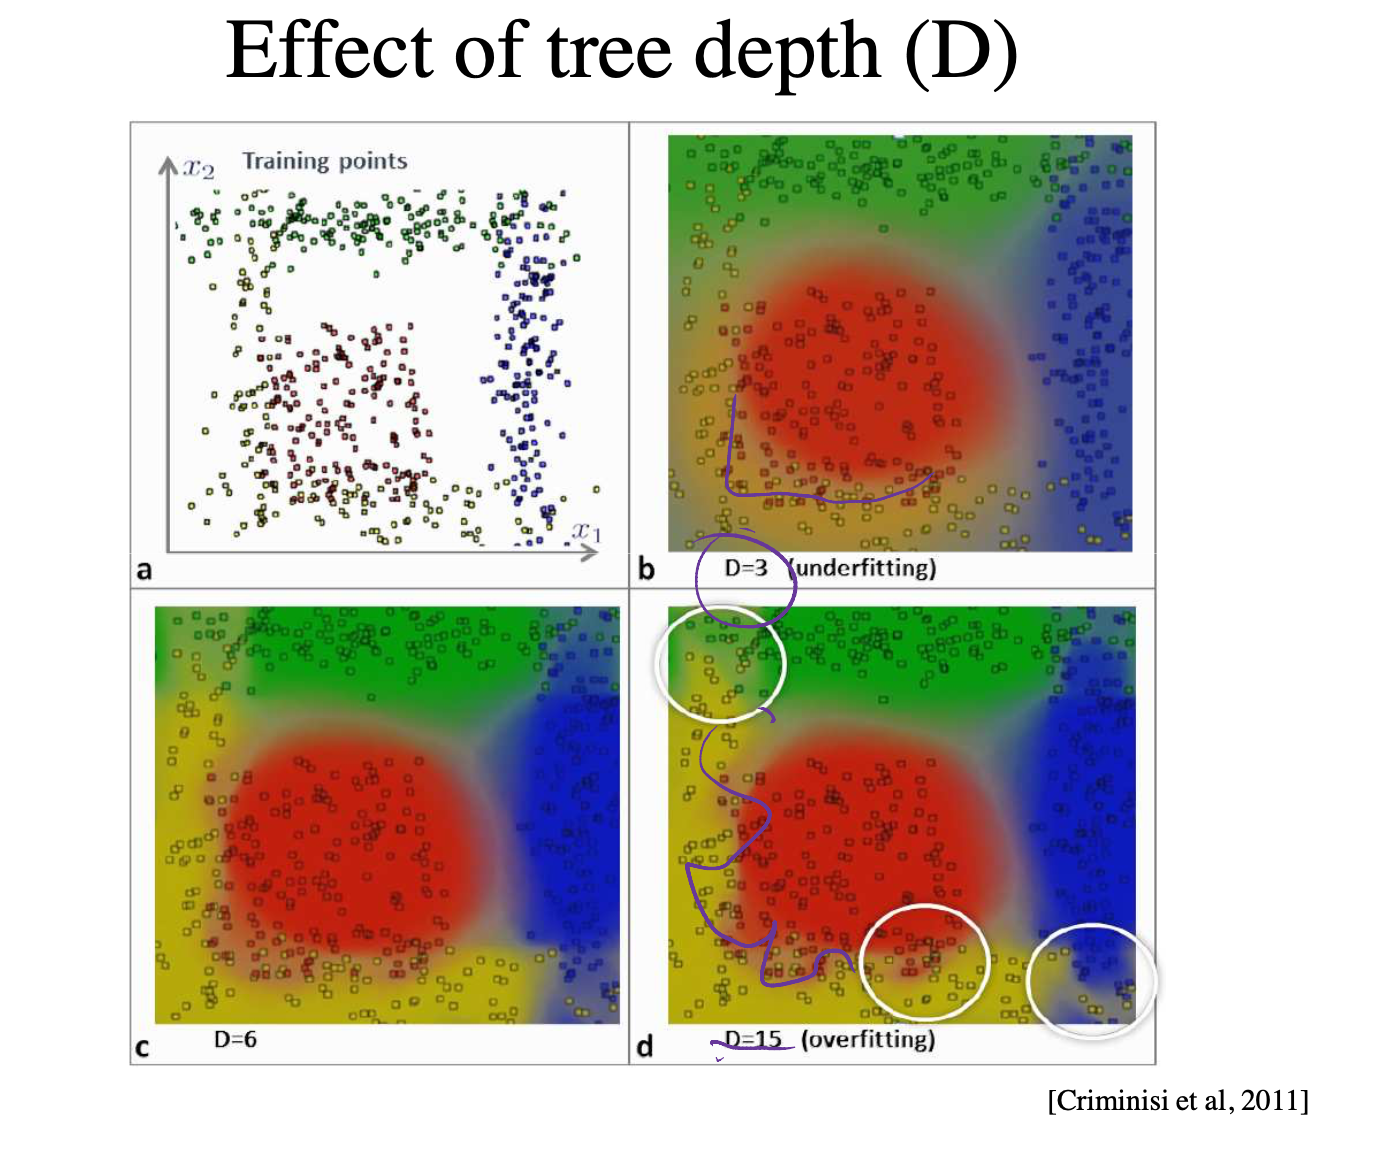 Effect of tree depth (D)
x2
Training points
x1
a
b
D=3 (underfitting)
c
D=6
d
D=15 (overfitting)
[Criminisi et al, 2011]